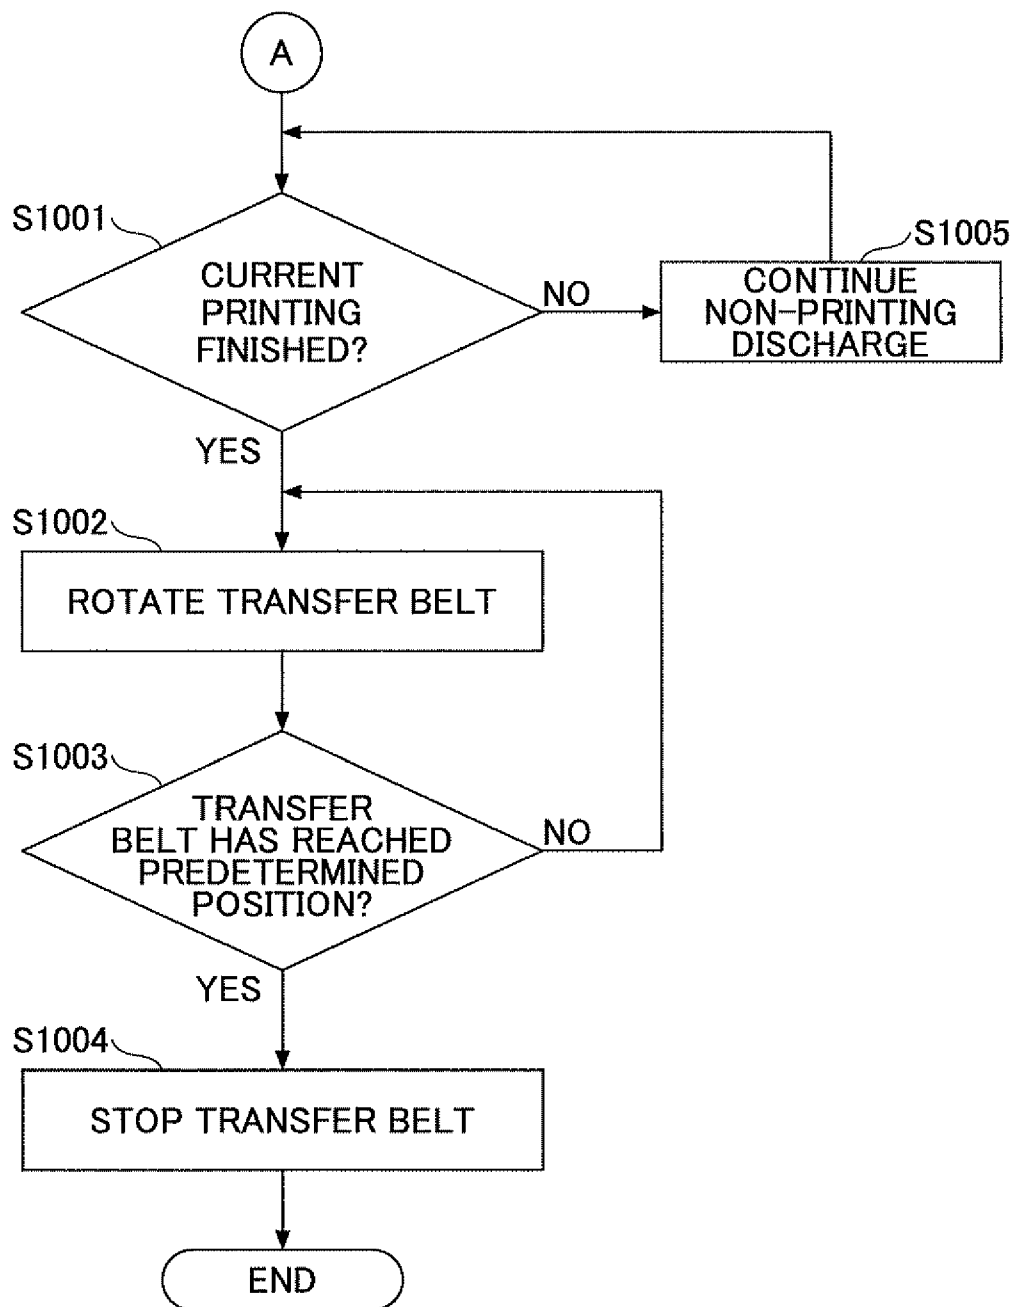 A
S1001
CURRENT
PRINTING
FINISHED?
NO
S1005
CONTINUE
NON-PRINTING
DISCHARGE
YES
S1002
ROTATE TRANSFER BELT
S1003
TRANSFER
BELT HAS REACHED
PREDETERMINED
POSITION?
NO
YES
S1004
STOP TRANSFER BELT
END